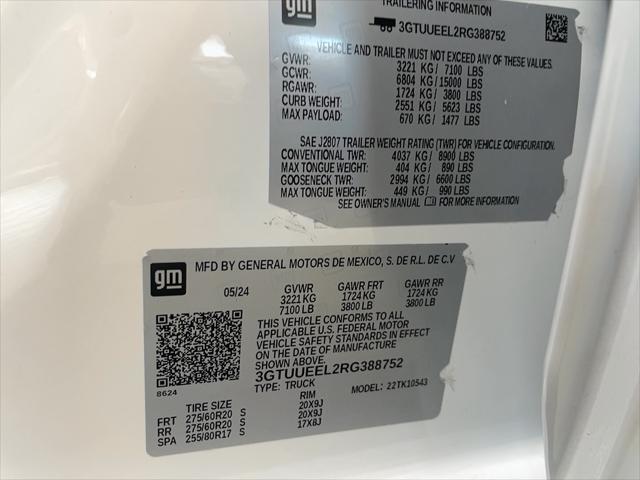 gm
TRAILERING INFORMATION
3GTUUEEL2RG388752
VEHICLE AND TRAILER MUST NOT EXCEED ANY OF THESE VALUES.
GVWR: 3221 KG/ 7100 LBS
GCWR: 6804 KG/ 15000 LBS
RGAWR: 1724 KG/ 3800 LBS
CURB WEIGHT: 2551 KG/ 5623 LBS
MAX PAYLOAD: 670 KG/ 1477 LBS
SAE J2807 TRAILER WEIGHT RATING (TWR) FOR VEHICLE CONFIGURATION.
CONVENTIONAL TWR: 4037 KG/ 8900 LBS
MAX TONGUE WEIGHT: 404 KG/ 890 LBS
GOOSENECK TWR: 2994 KG/ 6600 LBS
MAX TONGUE WEIGHT: 449 KG/ 990 LBS
SEE OWNER'S MANUAL FOR MORE INFORMATION
gm
MFD BY GENERAL MOTORS DE MEXICO, S. DE R.L. DE C.V
05/24 GVWR GAWR FRT GAWR RR
3221 KG 1724 KG 1724 KG
7100 LB 3800 LB 3800 LB
THIS VEHICLE CONFORMS TO ALL
APPLICABLE U.S. FEDERAL MOTOR
VEHICLE SAFETY STANDARDS IN EFFECT
ON THE DATE OF MANUFACTURE
SHOWN ABOVE.
3GTUUEEL2RG388752
8624
TYPE: TRUCK MODEL: 22TK10543
TIRE SIZE RIM
FRT 275/60R20 S 20X9J
RR 275/60R20 S 20X9J
SPA 255/80R17 S 17X8J